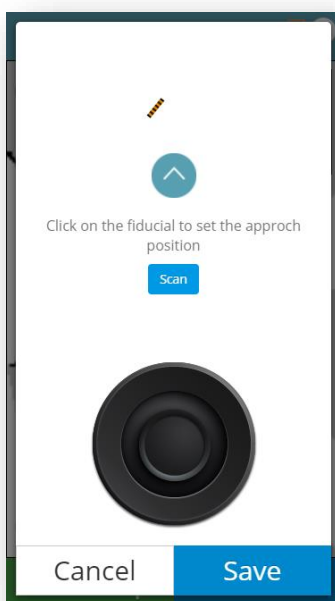 Click on the fiducial to set the approch
position
Scan
Cancel
Save